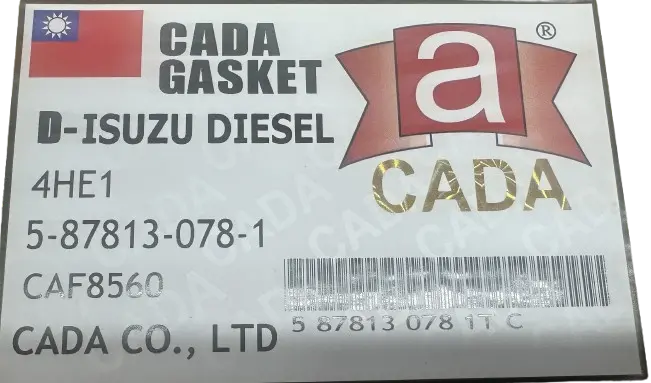 CADA
GASKET
a ®
CADA
D-ISUZU DIESEL
4HE1
5-87813-078-1
CAF8560
CADA CO., LTD
5 87813 078 1T C